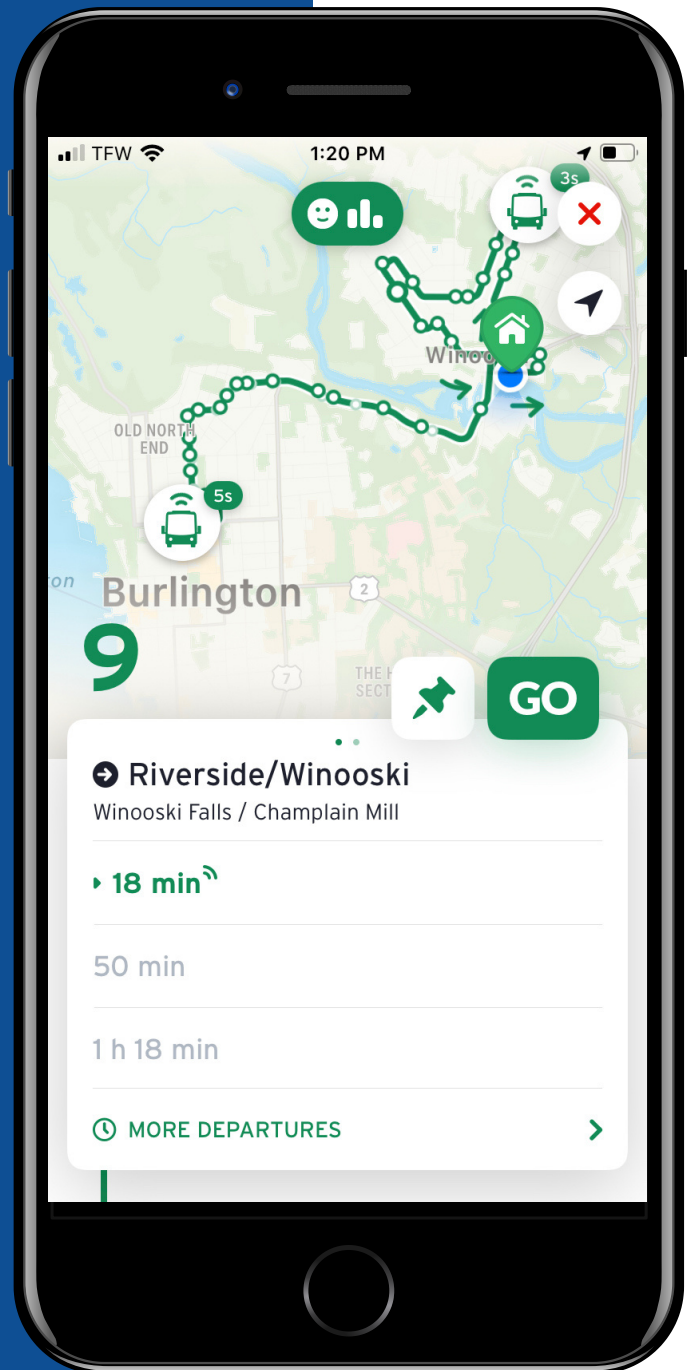 TFW
1:20 PM
3s
Winoo
OLD NORTH
END
5s
on
Burlington
2
9
7
THE H
SECT
GO
Riverside/Winooski
Winooski Falls / Champlain Mill
18 min
50 min
1 h 18 min
MORE DEPARTURES